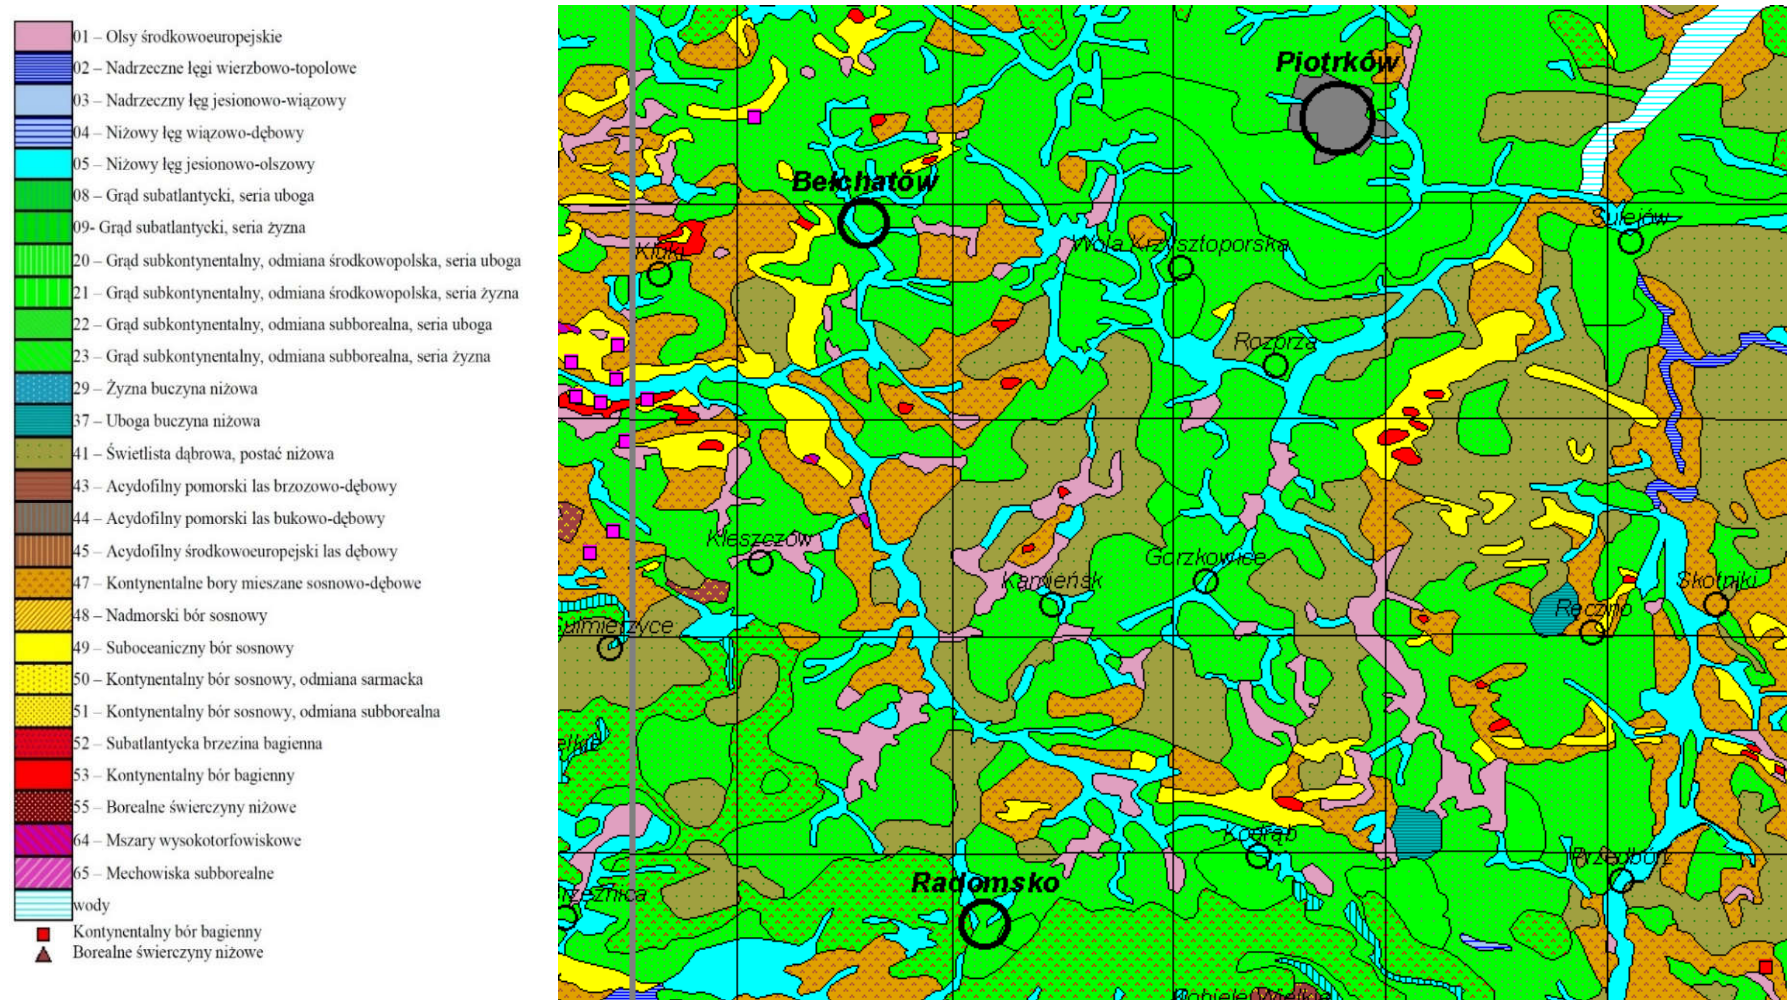 01 – Olsy środkowoeuropejskie
02 – Nadrzeczne łęgi wierzbowo-topolowe
03 – Nadrzeczny łęg jesionowo-wiązowy
04 – Niżowy łęg wiązowo-dębowy
05 – Niżowy łęg jesionowo-olszowy
08 – Grąd subatlantycki, seria uboga
09- Grąd subatlantycki, seria żyzna
20 – Grąd subkontynentalny, odmiana środkowopolska, seria uboga
21 – Grąd subkontynentalny, odmiana środkowopolska, seria żyzna
22 – Grąd subkontynentalny, odmiana subborealna, seria uboga
23 – Grąd subkontynentalny, odmiana subborealna, seria żyzna
29 – Żyzna buczyna niżowa
37 – Uboga buczyna niżowa
41 – Świetlista dąbrowa, postać niżowa
43 – Acydofilny pomorski las brzozowo-dębowy
44 – Acydofilny pomorski las bukowo-dębowy
45 – Acydofilny środkowoeuropejski las dębowy
47 – Kontynentalne bory mieszane sosnowo-dębowe
48 – Nadmorski bór sosnowy
49 – Suboceaniczny bór sosnowy
50 – Kontynentalny bór sosnowy, odmiana sarmacka
51 – Kontynentalny bór sosnowy, odmiana subborealna
52 – Subatlantycka brzezina bagienna
53 – Kontynentalny bór bagienny
55 – Borealne świerczyny niżowe
64 – Mszary wysokotorfowiskowe
65 – Mechowiska subborealne
wody
Kontynentalny bór bagienny
Borealne świerczyny niżowe
Piotrków
Bełchatów
Sulejów
Wola Krzysztoporska
Kluki
Rozprza
Kleszczów
Gorzkowice
Kamieńsk
Skotniki
Ręczno
Sulmierzyce
elkie
Kodrąb
Przedbórz
Radomsko
rzeźnica
Kobiele Wielkie